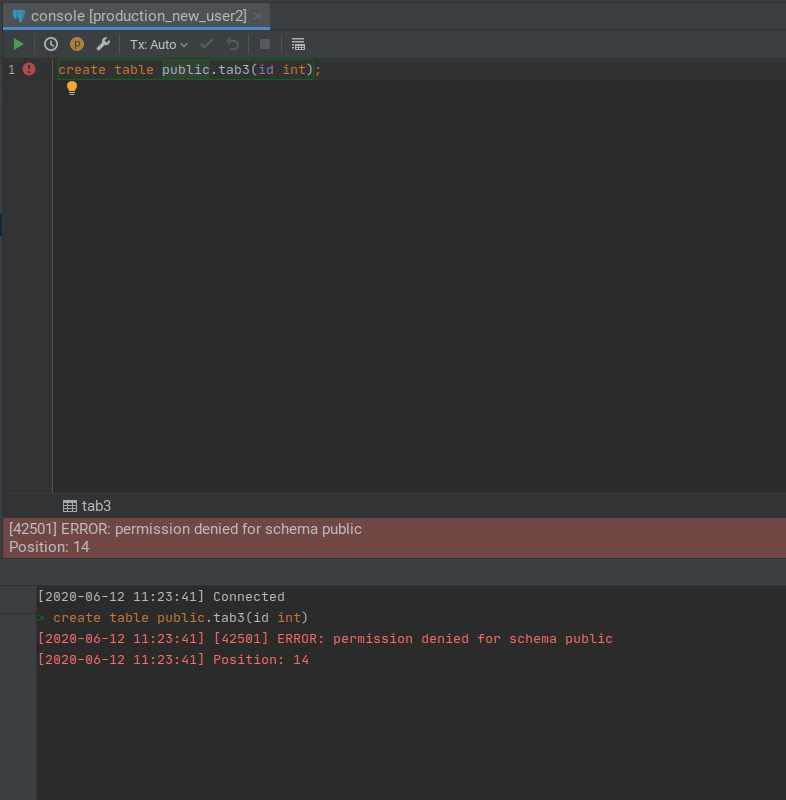 console [production_new_user2]
Tx: Auto
1 create table public.tab3(id int);
tab3
[42501] ERROR: permission denied for schema public
Position: 14
[2020-06-12 11:23:41] Connected
> create table public.tab3(id int)
[2020-06-12 11:23:41] [42501] ERROR: permission denied for schema public
[2020-06-12 11:23:41] Position: 14